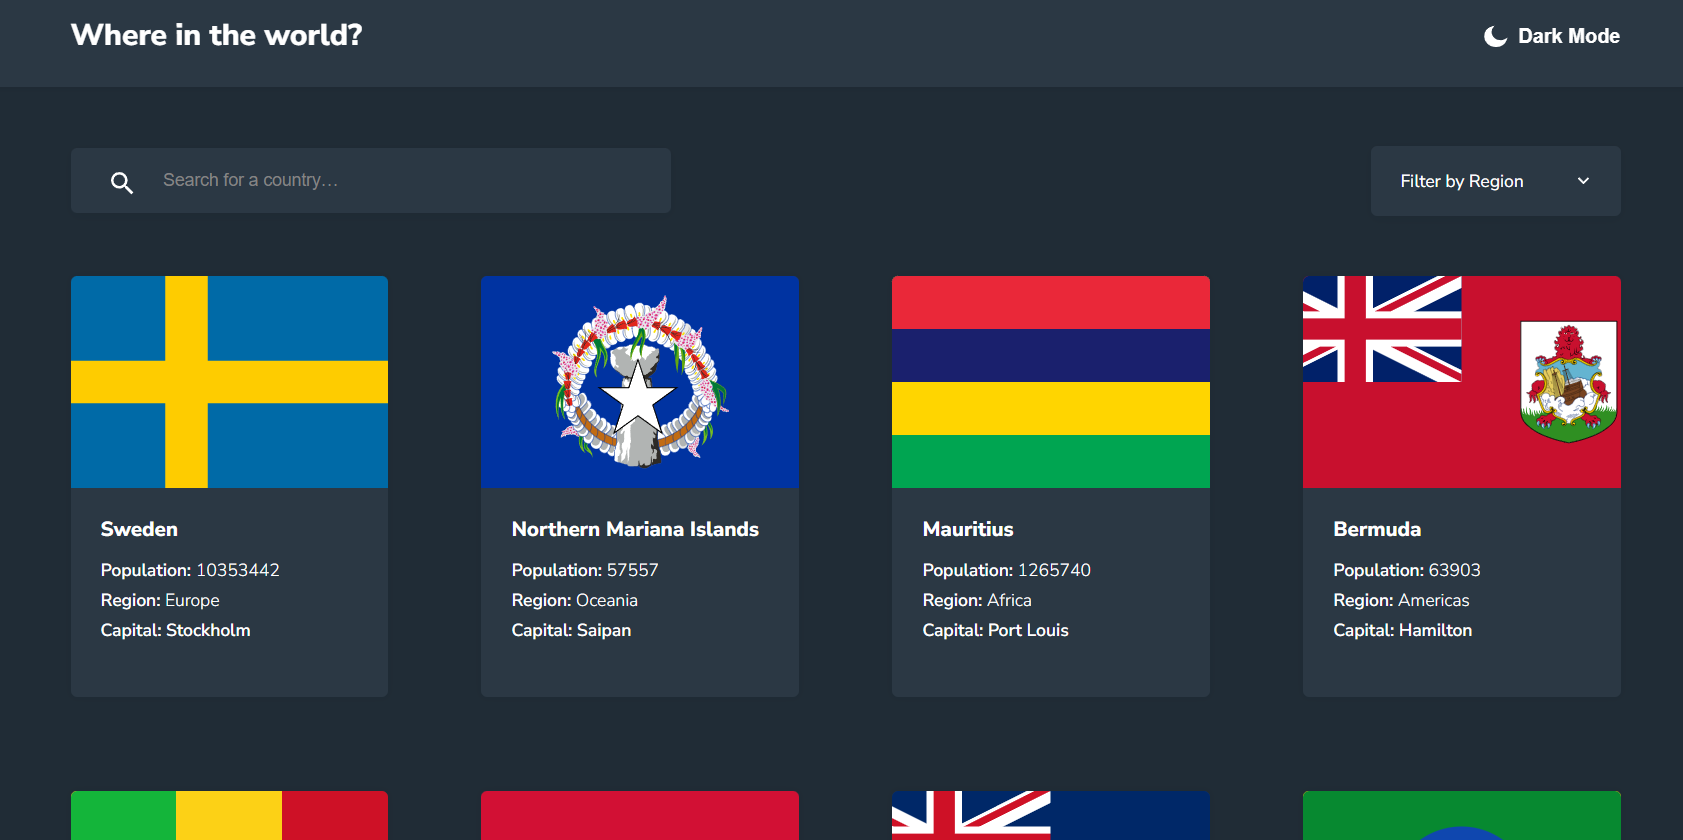 Where in the world?
Dark Mode
Search for a country...
Filter by Region
Sweden
Population: 10353442
Region: Europe
Capital: Stockholm
Northern Mariana Islands
Population: 57557
Region: Oceania
Capital: Saipan
Mauritius
Population: 1265740
Region: Africa
Capital: Port Louis
Bermuda
Population: 63903
Region: Americas
Capital: Hamilton